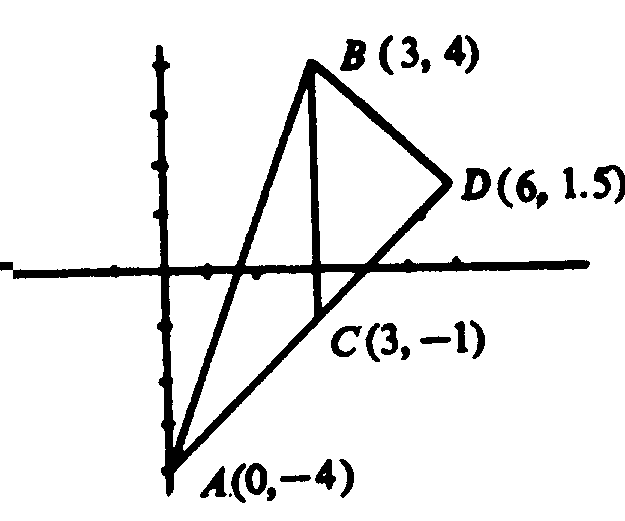 B (3, 4)
D (6, 1.5)
C (3, −1)
A (0, −4)